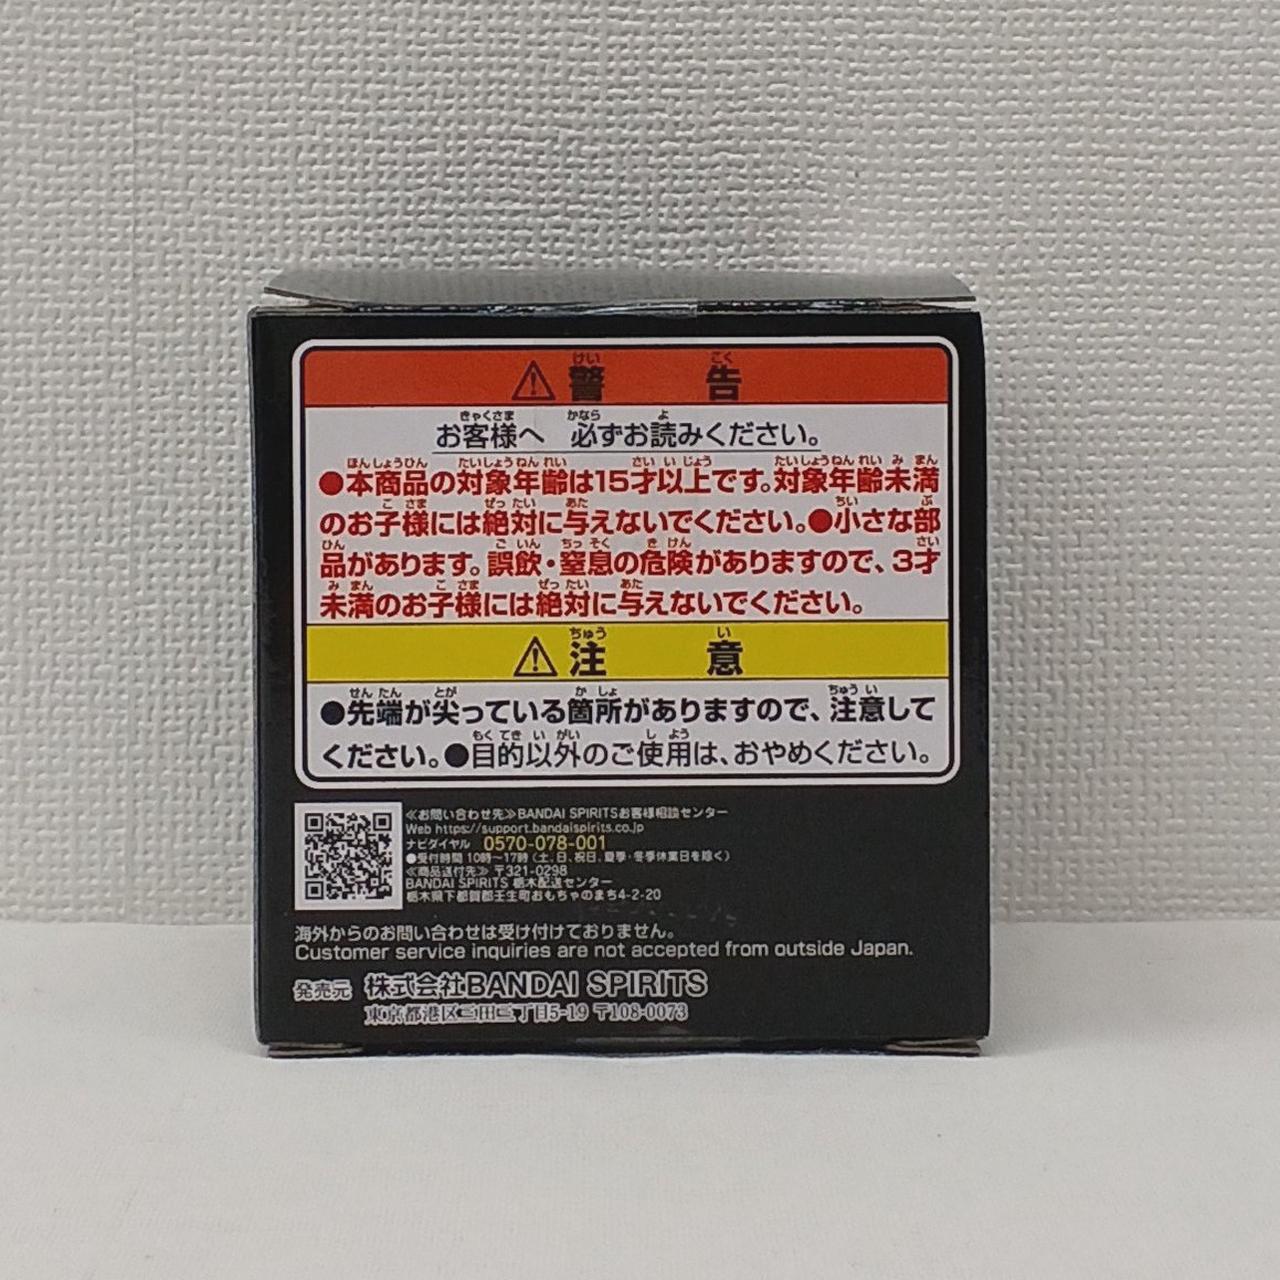 ⚠警告
お客様へ 必ずお読みください。
●本商品の対象年齢は15才以上です。対象年齢未満
のお子様には絶対に与えないでください。●小さな部
品があります。誤飲・窒息の危険がありますので、3才
未満のお子様には絶対に与えないでください。
⚠注意
●先端が尖っている箇所がありますので、注意して
ください。●目的以外のご使用は、おやめください。
≪お問い合わせ先≫BANDAI SPIRITSお客様相談センター
Web https://support.bandaispirits.co.jp
ナビダイヤル 0570-078-001
●受付時間 10時～17時(土、日、祝日、夏季・冬季休業日を除く)
≪商品送付先≫〒321-0298
BANDAI SPIRITS 栃木配送センター
栃木県下都賀郡壬生町おもちゃのまち4-2-20
海外からのお問い合わせは受け付けておりません。
Customer service inquiries are not accepted from outside Japan.
発売元 株式会社BANDAI SPIRITS
東京都港区三田三丁目5-19 〒108-0073